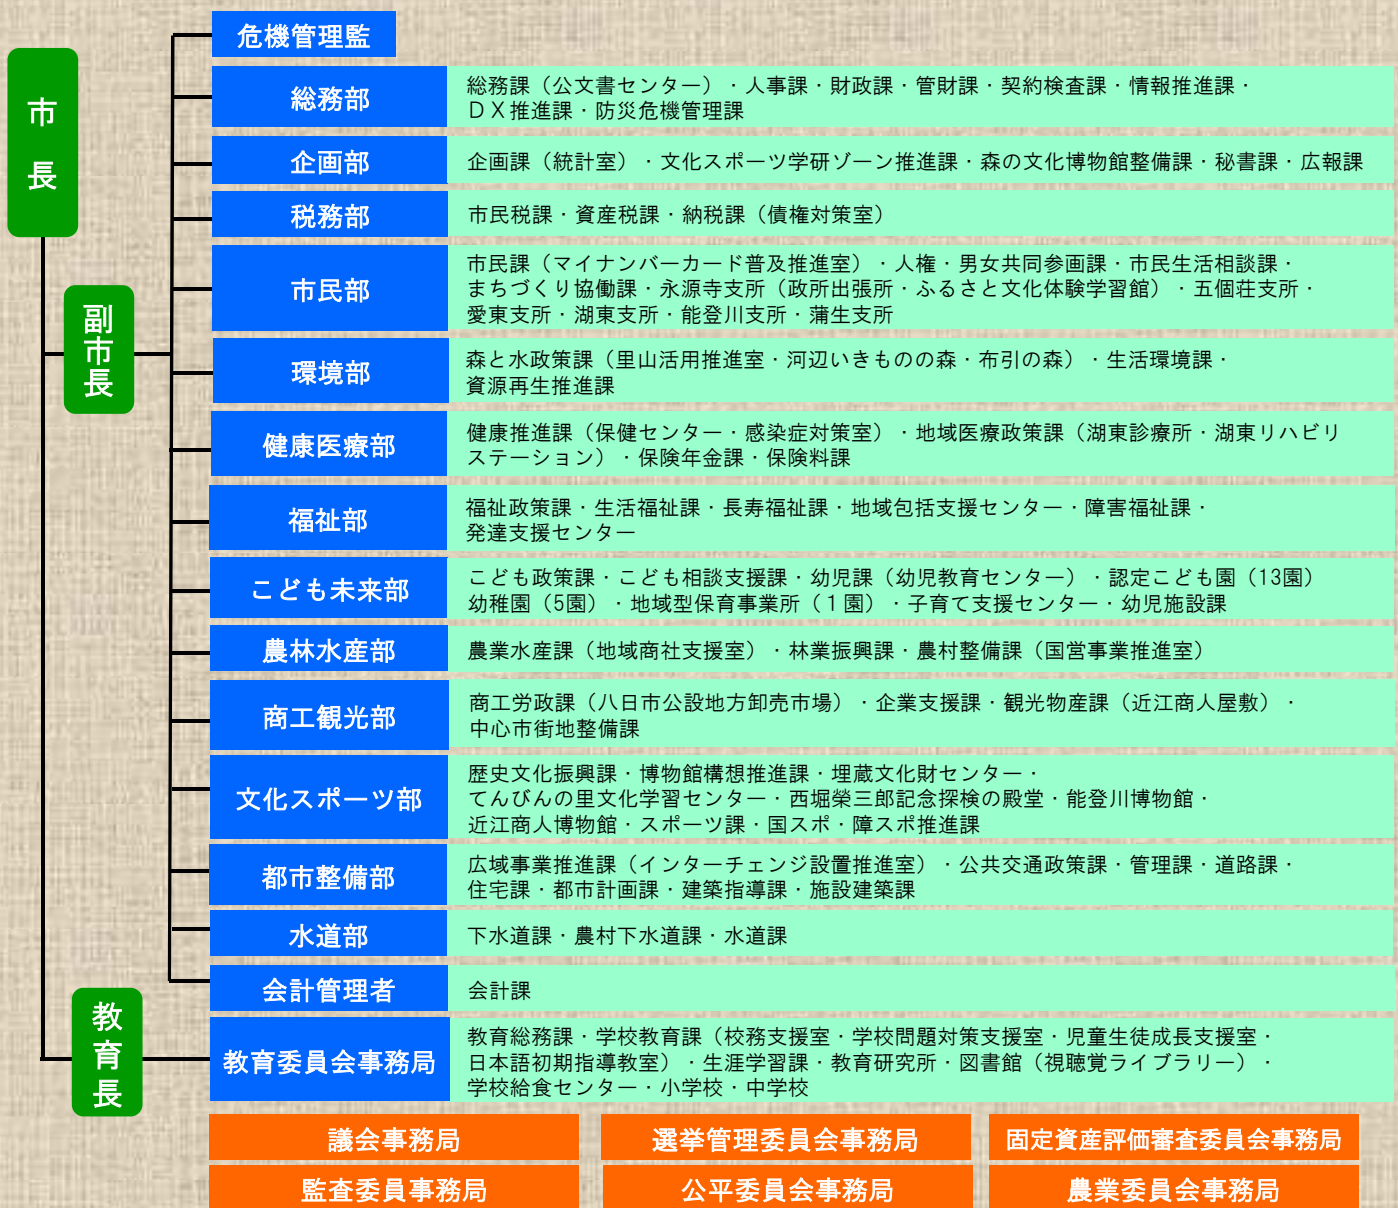 市長
副市長
教育長
危機管理監
総務部
総務課（公文書センター）・人事課・財政課・管財課・契約検査課・情報推進課・
ＤＸ推進課・防災危機管理課
企画部
企画課（統計室）・文化スポーツ学研ゾーン推進課・森の文化博物館整備課・秘書課・広報課
税務部
市民税課・資産税課・納税課（債権対策室）
市民部
市民課（マイナンバーカード普及推進室）・人権・男女共同参画課・市民生活相談課・
まちづくり協働課・永源寺支所（政所出張所・ふるさと文化体験学習館）・五個荘支所・
愛東支所・湖東支所・能登川支所・蒲生支所
環境部
森と水政策課（里山活用推進室・河辺いきものの森・布引の森）・生活環境課・
資源再生推進課
健康医療部
健康推進課（保健センター・感染症対策室）・地域医療政策課（湖東診療所・湖東リハビリ
ステーション）・保険年金課・保険料課
福祉部
福祉政策課・生活福祉課・長寿福祉課・地域包括支援センター・障害福祉課・
発達支援センター
こども未来部
こども政策課・こども相談支援課・幼児課（幼児教育センター）・認定こども園（13園）
幼稚園（5園）・地域型保育事業所（１園）・子育て支援センター・幼児施設課
農林水産部
農業水産課（地域商社支援室）・林業振興課・農村整備課（国営事業推進室）
商工観光部
商工労政課（八日市公設地方卸売市場）・企業支援課・観光物産課（近江商人屋敷）・
中心市街地整備課
文化スポーツ部
歴史文化振興課・博物館構想推進課・埋蔵文化財センター・
てんびんの里文化学習センター・西堀榮三郎記念探検の殿堂・能登川博物館・
近江商人博物館・スポーツ課・国スポ・障スポ推進課
都市整備部
広域事業推進課（インターチェンジ設置推進室）・公共交通政策課・管理課・道路課・
住宅課・都市計画課・建築指導課・施設建築課
水道部
下水道課・農村下水道課・水道課
会計管理者
会計課
教育委員会事務局
教育総務課・学校教育課（校務支援室・学校問題対策支援室・児童生徒成長支援室・
日本語初期指導教室）・生涯学習課・教育研究所・図書館（視聴覚ライブラリー）・
学校給食センター・小学校・中学校
議会事務局
選挙管理委員会事務局
固定資産評価審査委員会事務局
監査委員事務局
公平委員会事務局
農業委員会事務局